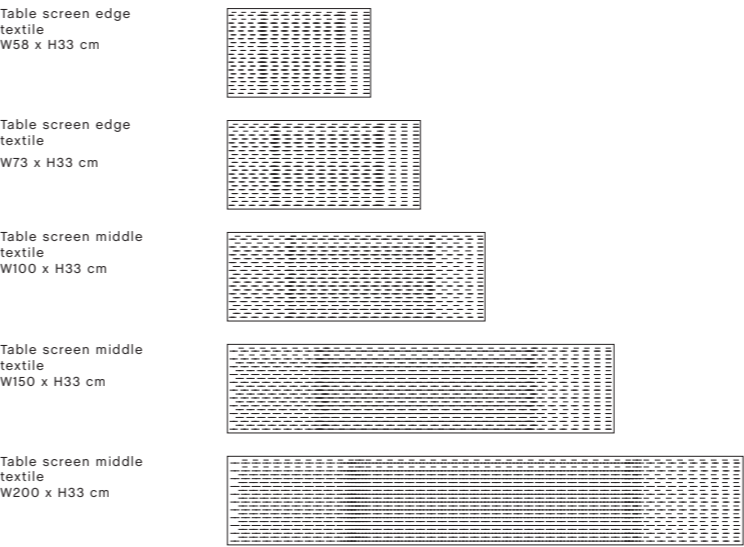 Table screen edge
textile
W58 x H33 cm
Table screen edge
textile
W73 x H33 cm
Table screen middle
textile
W100 x H33 cm
Table screen middle
textile
W150 x H33 cm
Table screen middle
textile
W200 x H33 cm